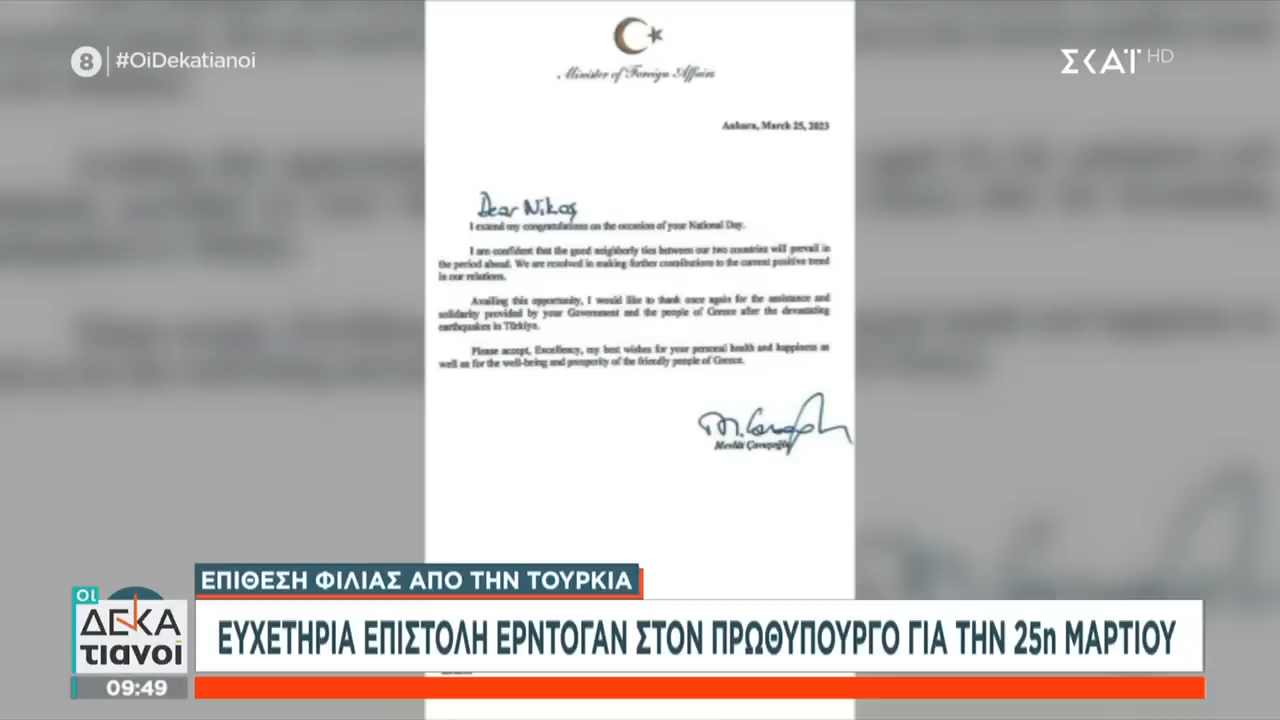 8 #OiDekatianoi
ΣΚΑΪ HD
Minister of Foreign Affairs
Ankara, March 25, 2023
Dear Nikos
I extend my congratulations on the occasion of your National Day.
I am confident that the good neighborly ties between our two countries will prevail in
the period ahead. We are resolved in making further contributions to the current positive trend
in our relations.
Availing this opportunity, I would like to thank once again for the assistance and
solidarity provided by your Government and the people of Greece after the devastating
earthquakes in Türkiye.
Please accept, Excellency, my best wishes for your personal health and happiness as
well as for the well-being and prosperity of the friendly people of Greece.
Mevlüt Çavuşoğlu
ΕΠΙΘΕΣΗ ΦΙΛΙΑΣ ΑΠΟ ΤΗΝ ΤΟΥΡΚΙΑ
ΕΥΧΕΤΗΡΙΑ ΕΠΙΣΤΟΛΗ ΕΡΝΤΟΓΑΝ ΣΤΟΝ ΠΡΩΘΥΠΟΥΡΓΟ ΓΙΑ ΤΗΝ 25η ΜΑΡΤΙΟΥ
οι
ΔΕΚΑ
τιανοί
09:49